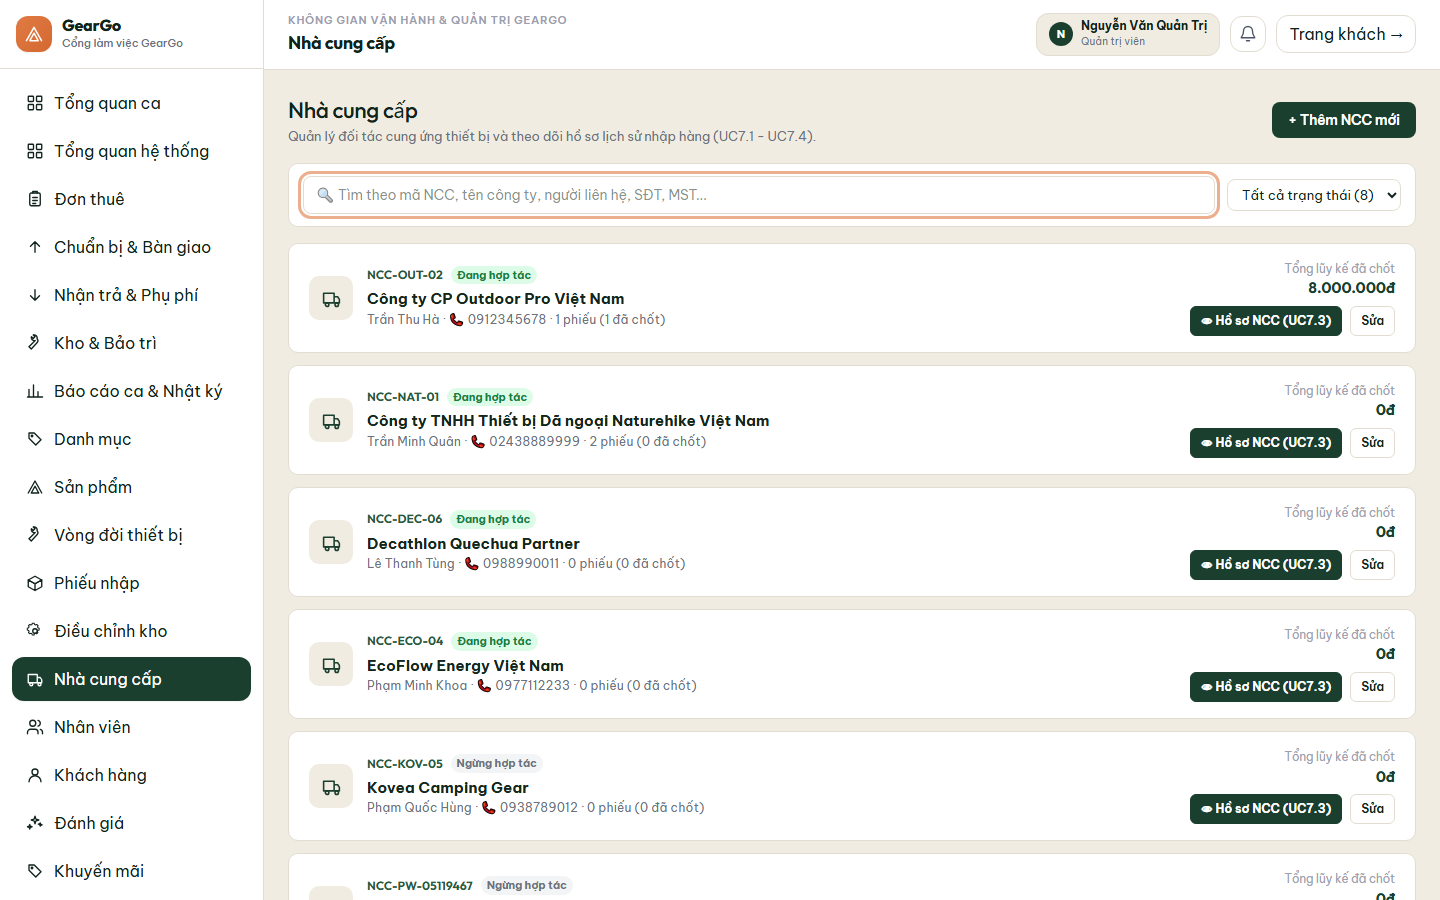 GearGo
Cổng làm việc GearGo
Tổng quan ca
Tổng quan hệ thống
Đơn thuê
Chuẩn bị & Bàn giao
Nhận trả & Phụ phí
Kho & Bảo trì
Báo cáo ca & Nhật ký
Danh mục
Sản phẩm
Vòng đời thiết bị
Phiếu nhập
Điều chỉnh kho
Nhà cung cấp
Nhân viên
Khách hàng
Đánh giá
Khuyến mãi
KHÔNG GIAN VẬN HÀNH & QUẢN TRỊ GEARGO
Nhà cung cấp
N
Nguyễn Văn Quản Trị
Quản trị viên
Trang khách →
Nhà cung cấp
Quản lý đối tác cung ứng thiết bị và theo dõi hồ sơ lịch sử nhập hàng (UC7.1 - UC7.4).
+ Thêm NCC mới
🔍 Tìm theo mã NCC, tên công ty, người liên hệ, SĐT, MST...
Tất cả trạng thái (8)
NCC-OUT-02 Đang hợp tác
Công ty CP Outdoor Pro Việt Nam
Trần Thu Hà · 📞 0912345678 · 1 phiếu (1 đã chốt)
Tổng lũy kế đã chốt
8.000.000đ
👁 Hồ sơ NCC (UC7.3) Sửa
NCC-NAT-01 Đang hợp tác
Công ty TNHH Thiết bị Dã ngoại Naturehike Việt Nam
Trần Minh Quân · 📞 02438889999 · 2 phiếu (0 đã chốt)
Tổng lũy kế đã chốt
0đ
👁 Hồ sơ NCC (UC7.3) Sửa
NCC-DEC-06 Đang hợp tác
Decathlon Quechua Partner
Lê Thanh Tùng · 📞 0988990011 · 0 phiếu (0 đã chốt)
Tổng lũy kế đã chốt
0đ
👁 Hồ sơ NCC (UC7.3) Sửa
NCC-ECO-04 Đang hợp tác
EcoFlow Energy Việt Nam
Phạm Minh Khoa · 📞 0977112233 · 0 phiếu (0 đã chốt)
Tổng lũy kế đã chốt
0đ
👁 Hồ sơ NCC (UC7.3) Sửa
NCC-KOV-05 Ngừng hợp tác
Kovea Camping Gear
Phạm Quốc Hùng · 📞 0938789012 · 0 phiếu (0 đã chốt)
Tổng lũy kế đã chốt
0đ
👁 Hồ sơ NCC (UC7.3) Sửa
NCC-PW-05119467 Ngừng hợp tác
Tổng lũy kế đã chốt
0đ